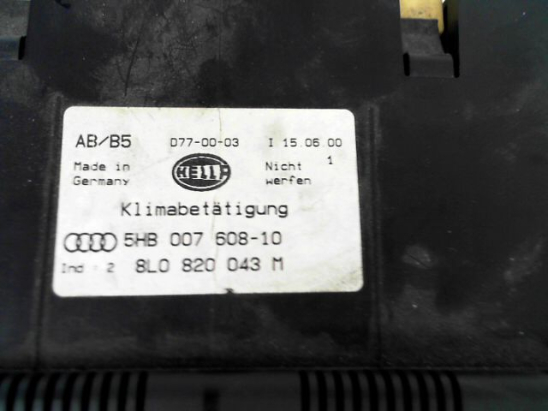 AB/B5 D77-00-03 I 15.06.00
Made in HELLA Nicht 1
Germany werfen
Klimabetätigung
5HB 007 608-10
Ind : 2 8L0 820 043 M